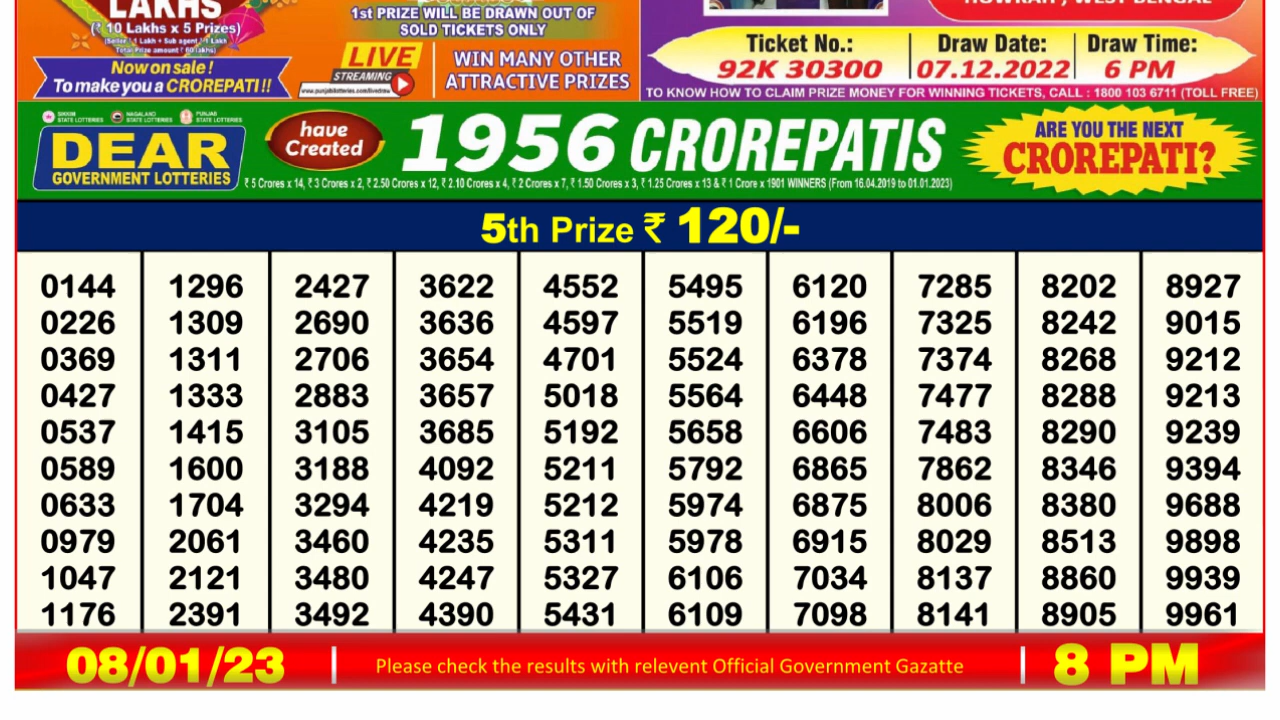 LAKHS
(₹ 10 Lakhs x 5 Prizes)
Total Prize amount ₹ 60 lakhs)
Now on sale !
To make you a CROREPATI !!
1st PRIZE WILL BE DRAWN OUT OF
SOLD TICKETS ONLY
LIVE
STREAMING
www.punjablotteries.com/livedraw
WIN MANY OTHER
ATTRACTIVE PRIZES
HOWRAH, WEST BENGAL
Ticket No.: Draw Date: Draw Time:
92K 30300 07.12.2022 6 PM
TO KNOW HOW TO CLAIM PRIZE MONEY FOR WINNING TICKETS, CALL : 1800 103 6711 (TOLL FREE)
SIKKIM STATE LOTTERIES
NAGALAND STATE LOTTERIES
PUNJAB STATE LOTTERIES
DEAR
GOVERNMENT LOTTERIES
have
Created
1956 CROREPATIS
₹ 5 Crores x 14, ₹ 3 Crores x 2, ₹ 2.50 Crores x 12, ₹ 2.10 Crores x 4, ₹ 2 Crores x 7, ₹ 1.50 Crores x 3, ₹ 1.25 Crores x 13 & ₹ 1 Crore x 1901 WINNERS (From 16.04.2019 to 01.01.2023)
ARE YOU THE NEXT
CROREPATI?
5th Prize ₹ 120/-
0144 1296 2427 3622 4552 5495 6120 7285 8202 8927
0226 1309 2690 3636 4597 5519 6196 7325 8242 9015
0369 1311 2706 3654 4701 5524 6378 7374 8268 9212
0427 1333 2883 3657 5018 5564 6448 7477 8288 9213
0537 1415 3105 3685 5192 5658 6606 7483 8290 9239
0589 1600 3188 4092 5211 5792 6865 7862 8346 9394
0633 1704 3294 4219 5212 5974 6875 8006 8380 9688
0979 2061 3460 4235 5311 5978 6915 8029 8513 9898
1047 2121 3480 4247 5327 6106 7034 8137 8860 9939
1176 2391 3492 4390 5431 6109 7098 8141 8905 9961
08/01/23 | Please check the results with relevent Official Government Gazatte | 8 PM